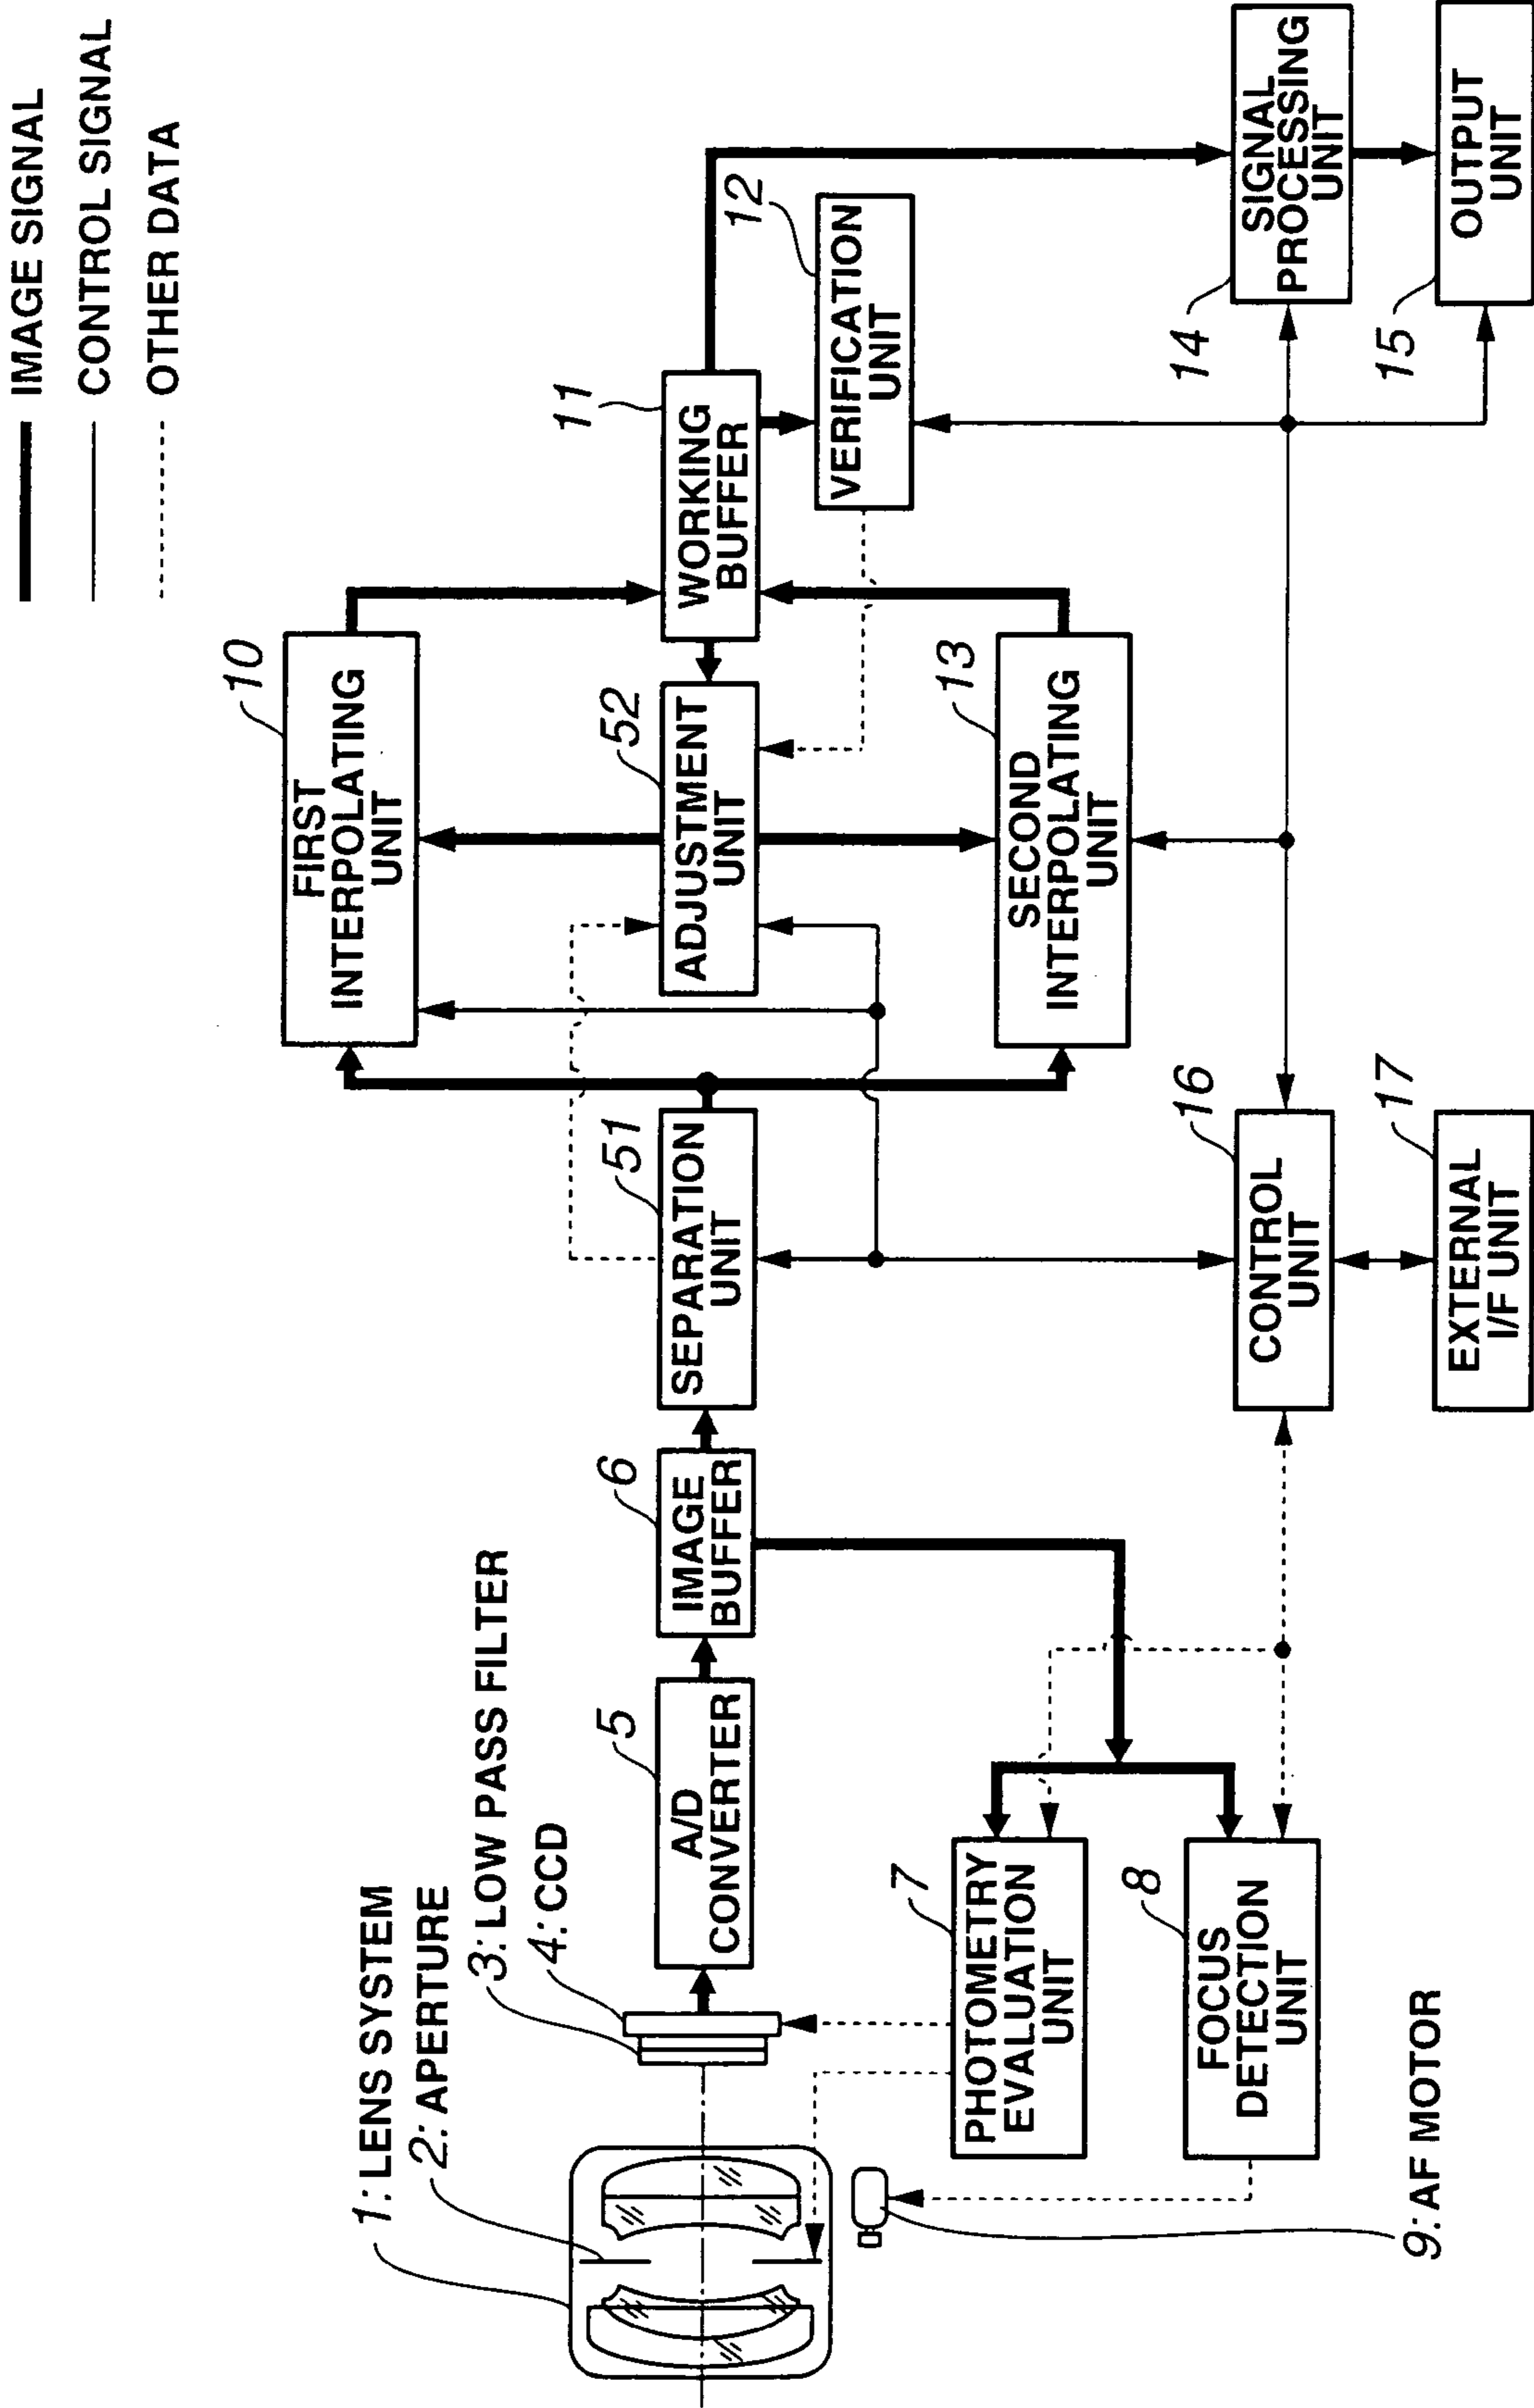 IMAGE SIGNAL
CONTROL SIGNAL
OTHER DATA
1: LENS SYSTEM
2: APERTURE
3: LOW PASS FILTER
4: CCD
5
A/D
CONVERTER
6
IMAGE
BUFFER
51
SEPARATION
UNIT
10
FIRST
INTERPOLATING
UNIT
52
ADJUSTMENT
UNIT
11
WORKING
BUFFER
12
VERIFICATION
UNIT
13
SECOND
INTERPOLATING
UNIT
7
PHOTOMETRY
EVALUATION
UNIT
8
FOCUS
DETECTION
UNIT
9: AF MOTOR
16
CONTROL
UNIT
17
EXTERNAL
I/F UNIT
14
SIGNAL
PROCESSING
UNIT
15
OUTPUT
UNIT